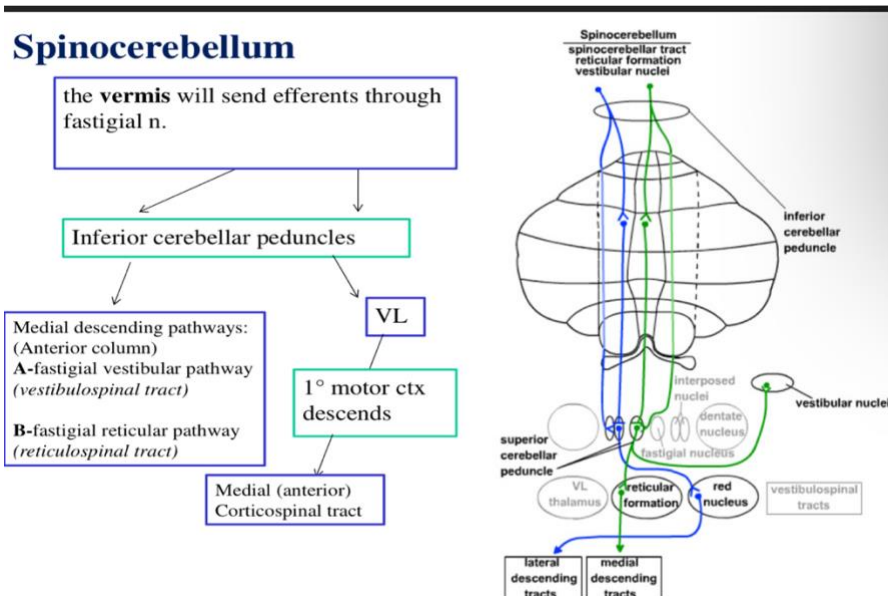 Spinocerebellum
the vermis will send efferents through
fastigial n.
Inferior cerebellar peduncles
Medial descending pathways:
(Anterior column)
A-fastigial vestibular pathway
(vestibulospinal tract)
B-fastigial reticular pathway
(reticulospinal tract)
VL
1° motor ctx
descends
Medial (anterior)
Corticospinal tract
Spinocerebellum
spinocerebellar tract
reticular formation
vestibular nuclei
inferior
cerebellar
peduncle
interposed
nuclei
dentate
nucleus
fastigial nucleus
vestibular nuclei
superior
cerebellar
peduncle
VL
thalamus
reticular
formation
red
nucleus
vestibulospinal
tracts
lateral
descending
tracts
medial
descending
tracts